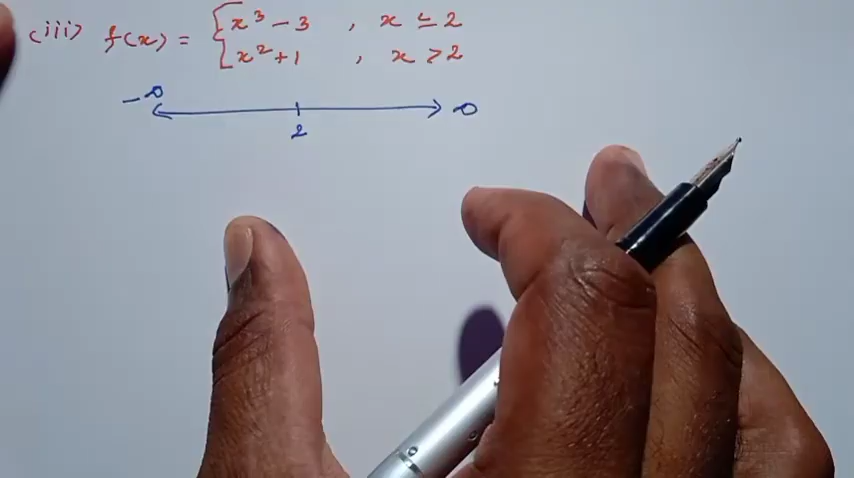 (iii) f(x) = { x³ - 3 , x ≤ 2
x² + 1 , x > 2
-∞ ∞
2